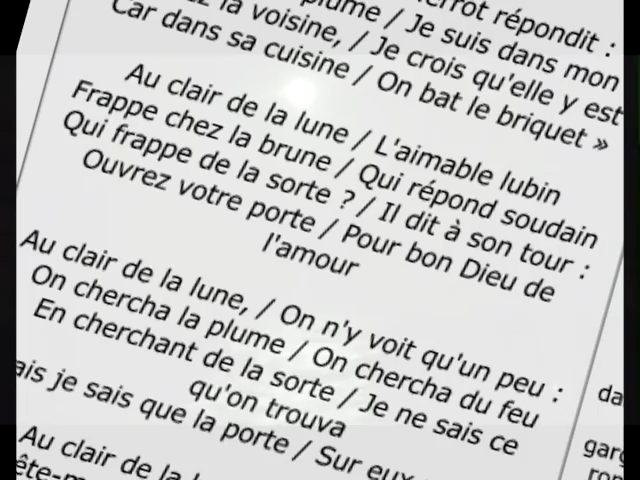 plume / Je suis dans mon
la voisine, / Je crois qu'elle y est
Car dans sa cuisine / On bat le briquet »
Au clair de la lune / L'aimable lubin
Frappe chez la brune / Qui répond soudain
Qui frappe de la sorte ? / Il dit à son tour :
Ouvrez votre porte / Pour bon Dieu de
l'amour
Au clair de la lune, / On n'y voit qu'un peu :
On chercha la plume / On chercha du feu
En cherchant de la sorte / Je ne sais ce
qu'on trouva
ais je sais que la porte / Sur eux
Au clair de la